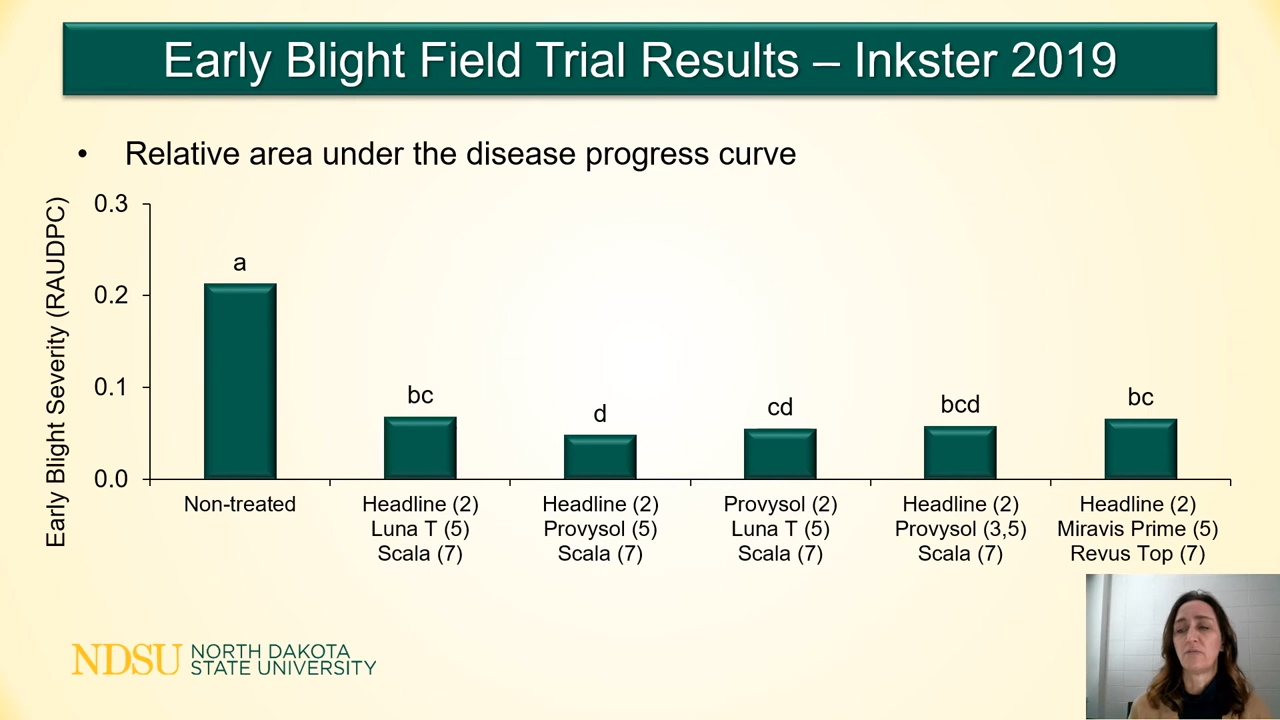 Early Blight Field Trial Results – Inkster 2019
• Relative area under the disease progress curve
Early Blight Severity (RAUDPC)
0.3
0.2
0.1
0.0
a
bc
d
cd
bcd
bc
Non-treated
Headline (2)
Luna T (5)
Scala (7)
Headline (2)
Provysol (5)
Scala (7)
Provysol (2)
Luna T (5)
Scala (7)
Headline (2)
Provysol (3,5)
Scala (7)
Headline (2)
Miravis Prime (5)
Revus Top (7)
NDSU
NORTH DAKOTA
STATE UNIVERSITY